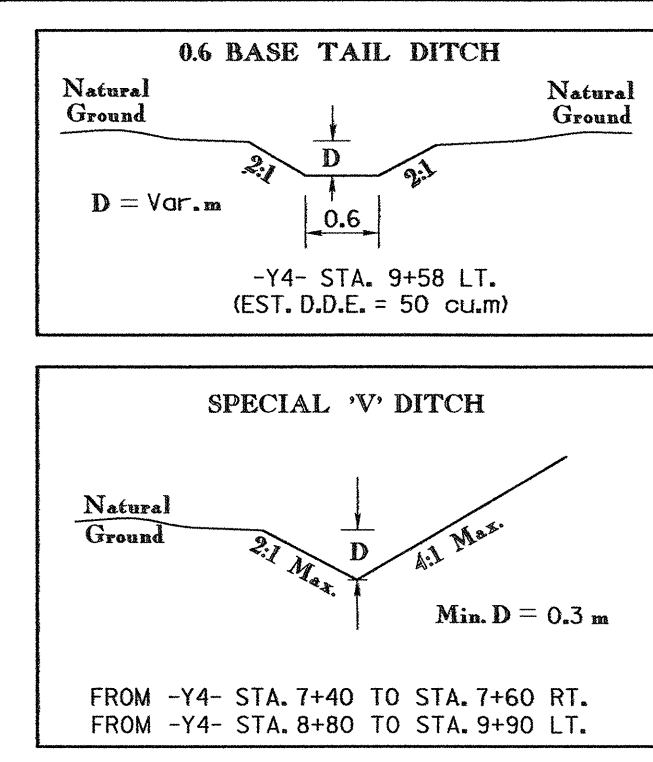 0.6 BASE TAIL DITCH
Natural
Ground
Natural
Ground
D
2:1
2:1
D = Var. m
0.6
-Y4- STA. 9+58 LT.
(EST. D.D.E. = 50 cu.m)
SPECIAL 'V' DITCH
Natural
Ground
2:1 Max.
D
4:1 Max.
Min. D = 0.3 m
FROM -Y4- STA. 7+40 TO STA. 7+60 RT.
FROM -Y4- STA. 8+80 TO STA. 9+90 LT.